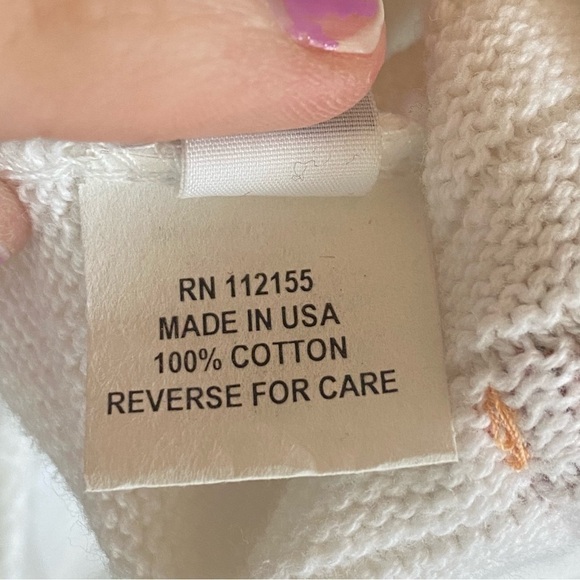 RN 112155
MADE IN USA
100% COTTON
REVERSE FOR CARE